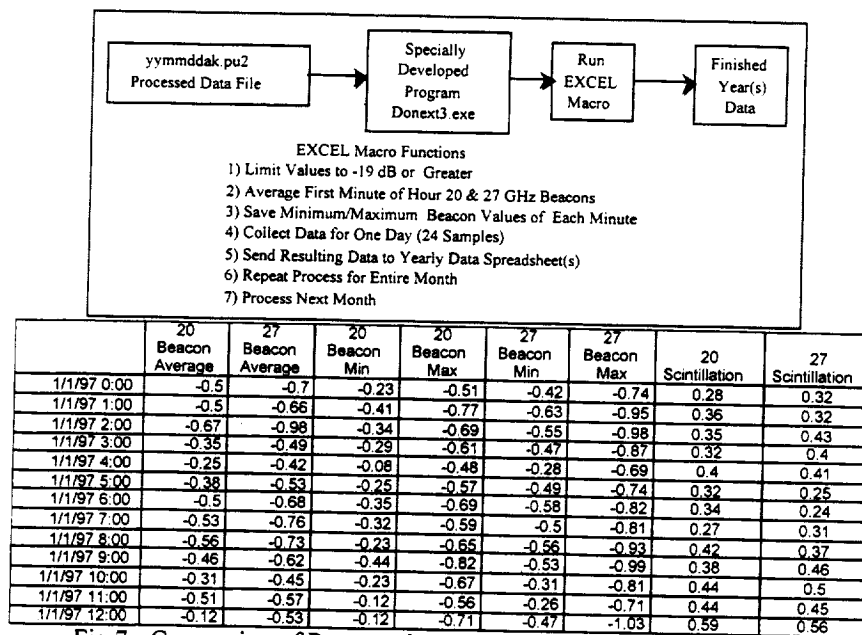 yymmddak.pu2
Processed Data File
Specially
Developed
Program
Donext3.exe
Run
EXCEL
Macro
Finished
Year(s)
Data
EXCEL Macro Functions
1) Limit Values to -19 dB or Greater
2) Average First Minute of Hour 20 & 27 GHz Beacons
3) Save Minimum/Maximum Beacon Values of Each Minute
4) Collect Data for One Day (24 Samples)
5) Send Resulting Data to Yearly Data Spreadsheet(s)
6) Repeat Process for Entire Month
7) Process Next Month
20 Beacon Average 27 Beacon Average 20 Beacon Min 20 Beacon Max 27 Beacon Min 27 Beacon Max 20 Scintillation 27 Scintillation
1/1/97 0:00 -0.5 -0.7 -0.23 -0.51 -0.42 -0.74 0.28 0.32
1/1/97 1:00 -0.5 -0.66 -0.41 -0.77 -0.63 -0.95 0.36 0.32
1/1/97 2:00 -0.67 -0.98 -0.34 -0.69 -0.55 -0.98 0.35 0.43
1/1/97 3:00 -0.35 -0.49 -0.29 -0.61 -0.47 -0.87 0.32 0.4
1/1/97 4:00 -0.25 -0.42 -0.08 -0.48 -0.28 -0.69 0.4 0.41
1/1/97 5:00 -0.38 -0.53 -0.25 -0.57 -0.49 -0.74 0.32 0.25
1/1/97 6:00 -0.5 -0.68 -0.35 -0.69 -0.58 -0.82 0.34 0.24
1/1/97 7:00 -0.53 -0.76 -0.32 -0.59 -0.5 -0.81 0.27 0.31
1/1/97 8:00 -0.56 -0.73 -0.23 -0.65 -0.56 -0.93 0.42 0.37
1/1/97 9:00 -0.46 -0.62 -0.44 -0.82 -0.53 -0.99 0.38 0.46
1/1/97 10:00 -0.31 -0.45 -0.23 -0.67 -0.31 -0.81 0.44 0.5
1/1/97 11:00 -0.51 -0.57 -0.12 -0.56 -0.26 -0.71 0.44 0.45
1/1/97 12:00 -0.12 -0.53 -0.12 -0.71 -0.47 -1.03 0.59 0.56
Fig 7